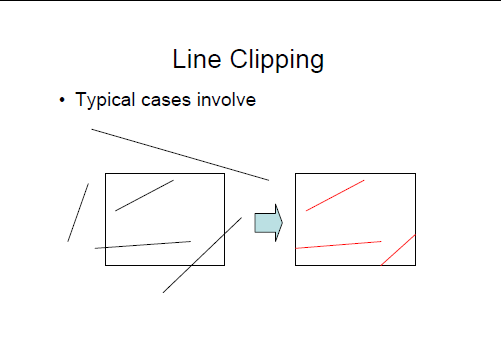 Line Clipping
• Typical cases involve